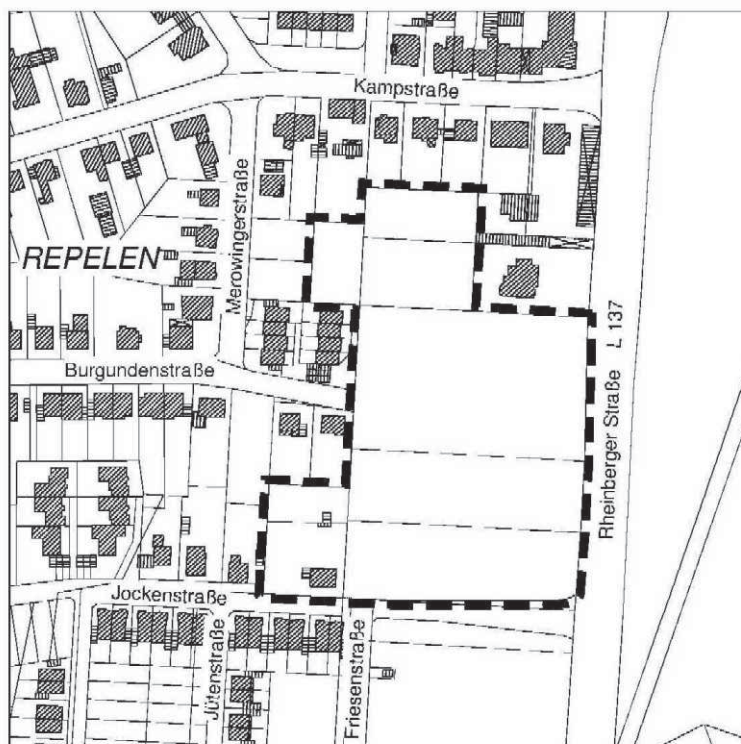 Kampstraße
Merowingerstraße
REPELEN
Burgundenstraße
Rheinberger Straße L 137
Jockenstraße
Jütenstraße
Friesenstraße